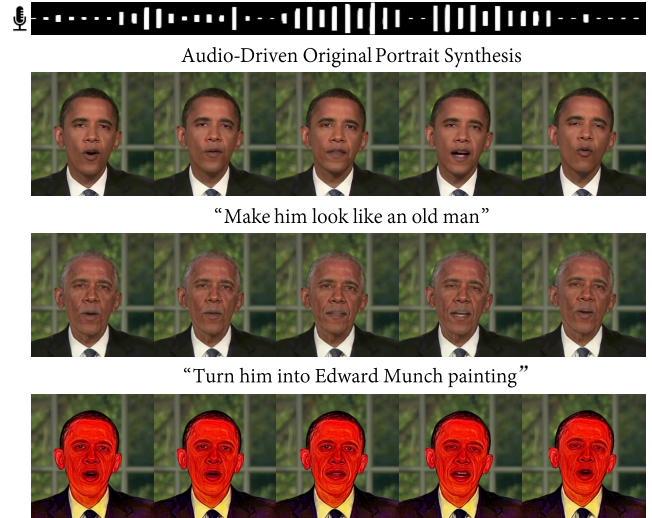 Audio-Driven Original Portrait Synthesis
“Make him look like an old man”
“Turn him into Edward Munch painting”